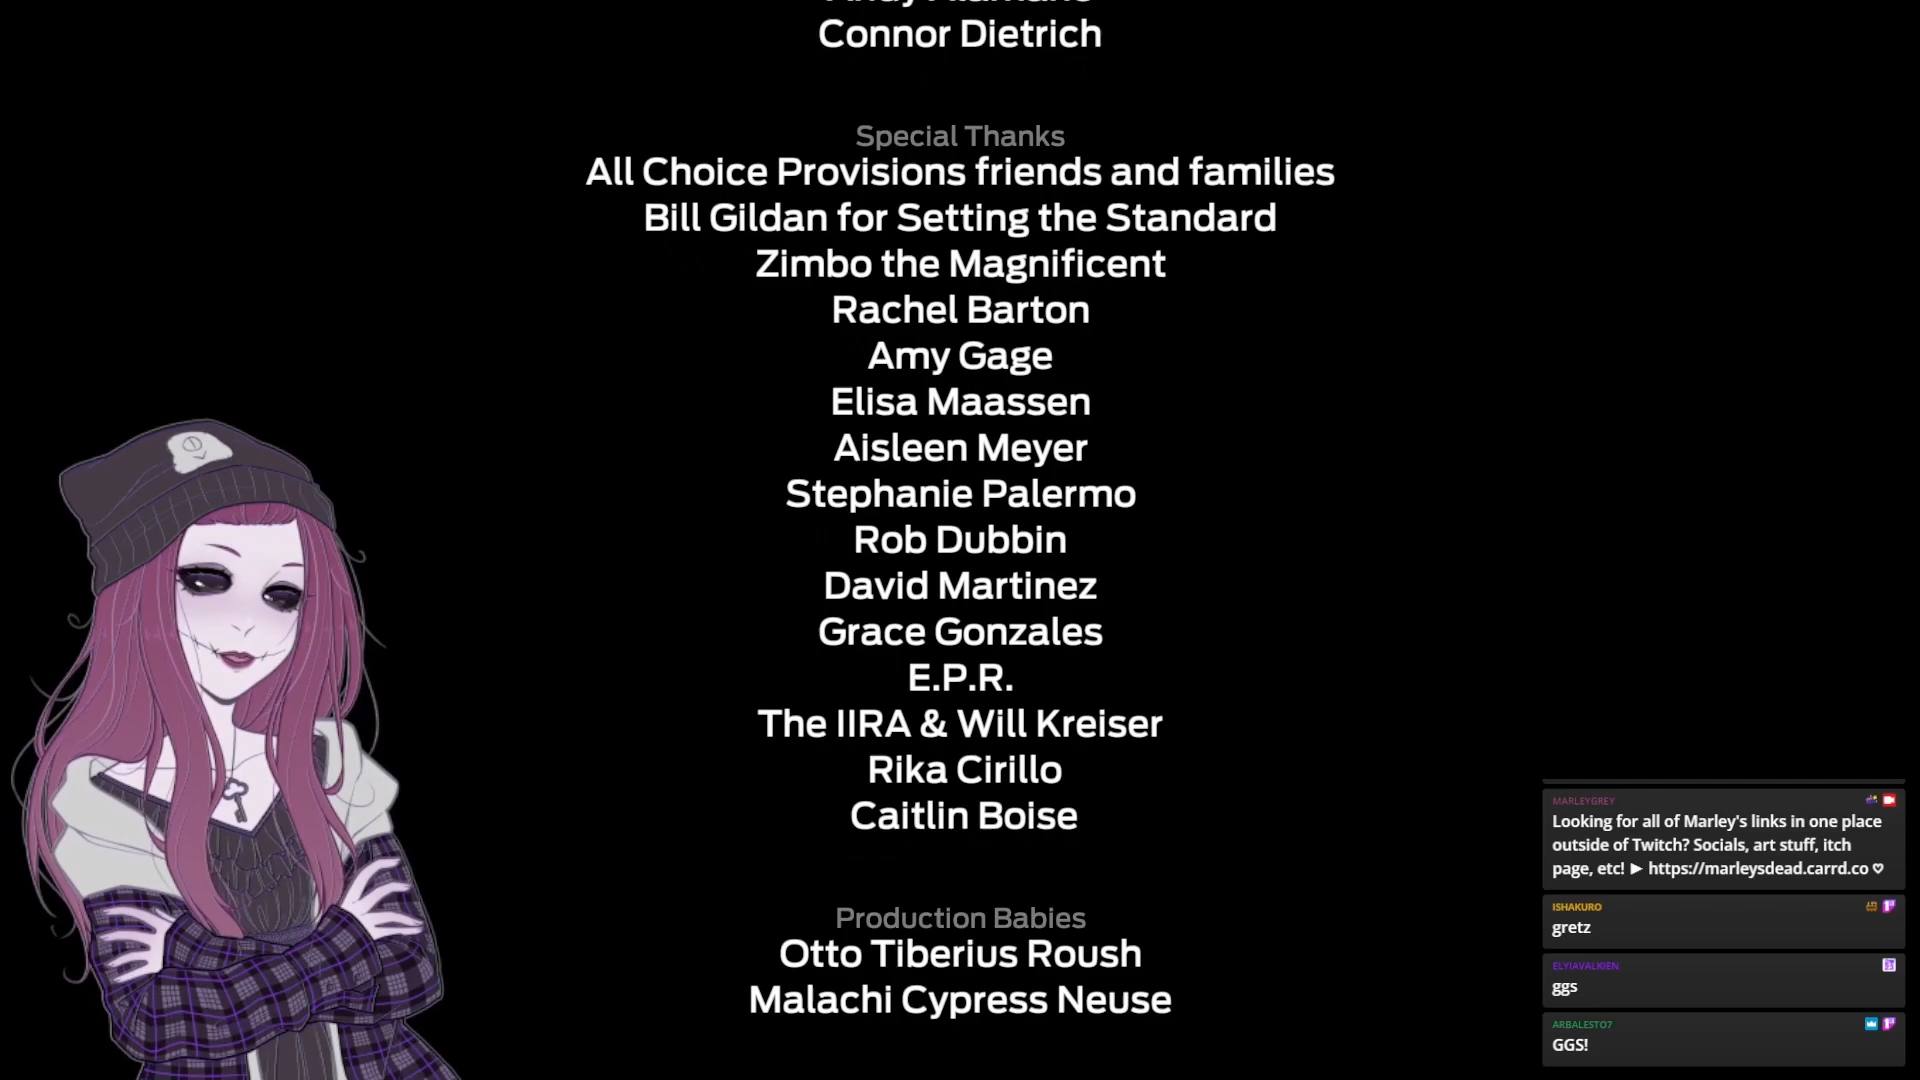 Connor Dietrich
Special Thanks
All Choice Provisions friends and families
Bill Gildan for Setting the Standard
Zimbo the Magnificent
Rachel Barton
Amy Gage
Elisa Maassen
Aisleen Meyer
Stephanie Palermo
Rob Dubbin
David Martinez
Grace Gonzales
E.P.R.
The IIRA & Will Kreiser
Rika Cirillo
Caitlin Boise
Production Babies
Otto Tiberius Roush
Malachi Cypress Neuse
MARLEYGREY
Looking for all of Marley's links in one place
outside of Twitch? Socials, art stuff, itch
page, etc! ► https://marleysdead.carrd.co ♡
ISHAKURO
gretz
ELYIAVALKIEN
ggs
ARBALESTO7
GGS!